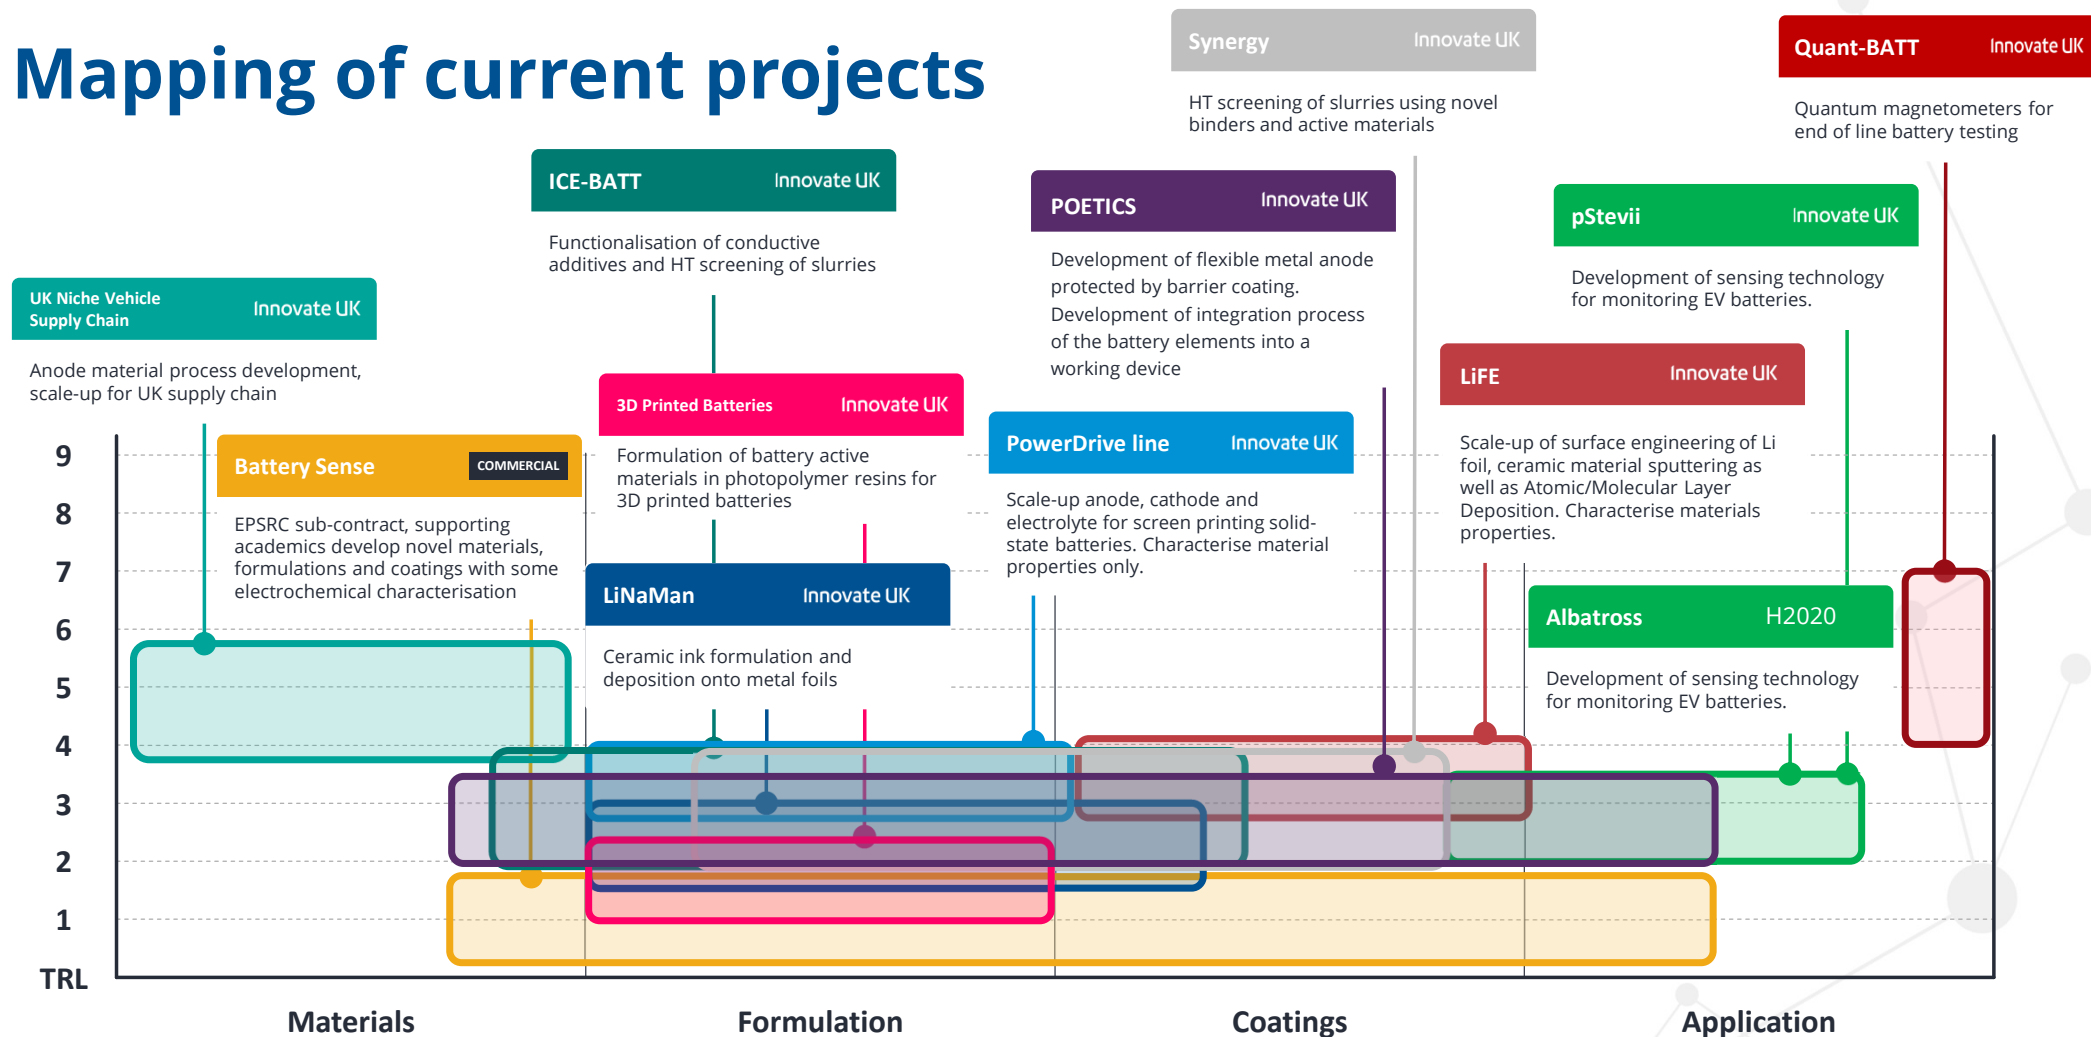 Mapping of current projects
Synergy Innovate UK
HT screening of slurries using novel
binders and active materials
Quant-BATT Innovate UK
Quantum magnetometers for
end of line battery testing
ICE-BATT Innovate UK
Functionalisation of conductive
additives and HT screening of slurries
POETICS Innovate UK
Development of flexible metal anode
protected by barrier coating.
Development of integration process
of the battery elements into a
working device
pStevii Innovate UK
Development of sensing technology
for monitoring EV batteries.
UK Niche Vehicle
Supply Chain Innovate UK
Anode material process development,
scale-up for UK supply chain
3D Printed Batteries Innovate UK
Formulation of battery active
materials in photopolymer resins for
3D printed batteries
LiFE Innovate UK
Scale-up of surface engineering of Li
foil, ceramic material sputtering as
well as Atomic/Molecular Layer
Deposition. Characterise materials
properties.
PowerDrive line Innovate UK
Scale-up anode, cathode and
electrolyte for screen printing solid-
state batteries. Characterise material
properties only.
Battery Sense COMMERCIAL
EPSRC sub-contract, supporting
academics develop novel materials,
formulations and coatings with some
electrochemical characterisation
LiNaMan Innovate UK
Ceramic ink formulation and
deposition onto metal foils
Albatross H2020
Development of sensing technology
for monitoring EV batteries.
9
8
7
6
5
4
3
2
1
TRL
Materials Formulation Coatings Application